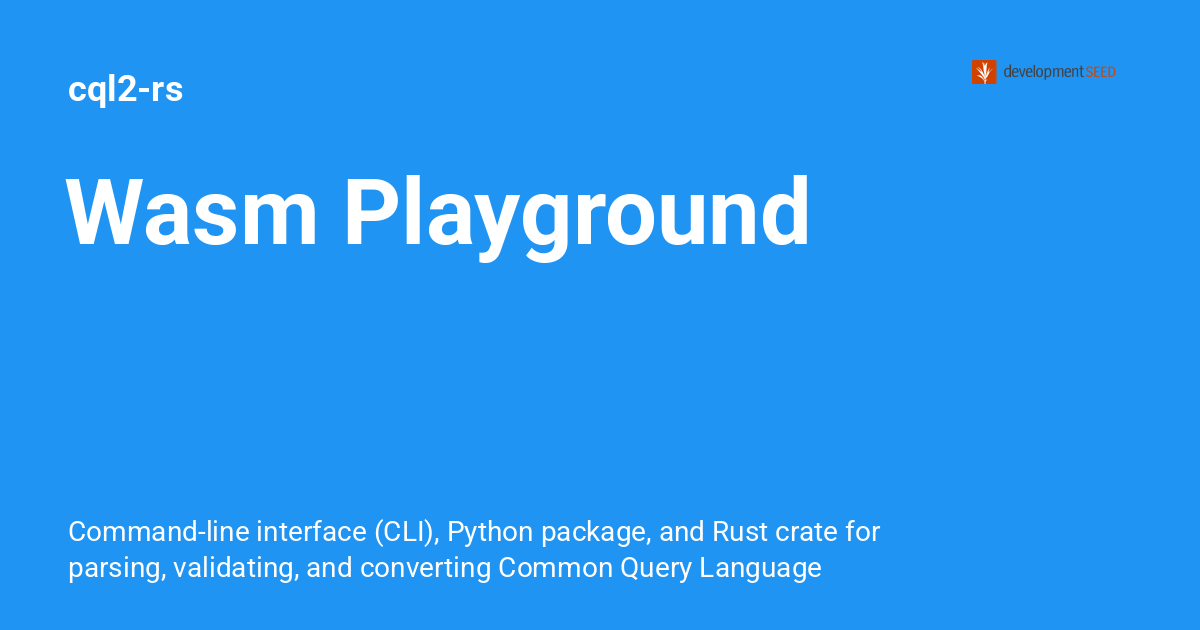 cql2-rs
developmentSEED
Wasm Playground
Command-line interface (CLI), Python package, and Rust crate for
parsing, validating, and converting Common Query Language